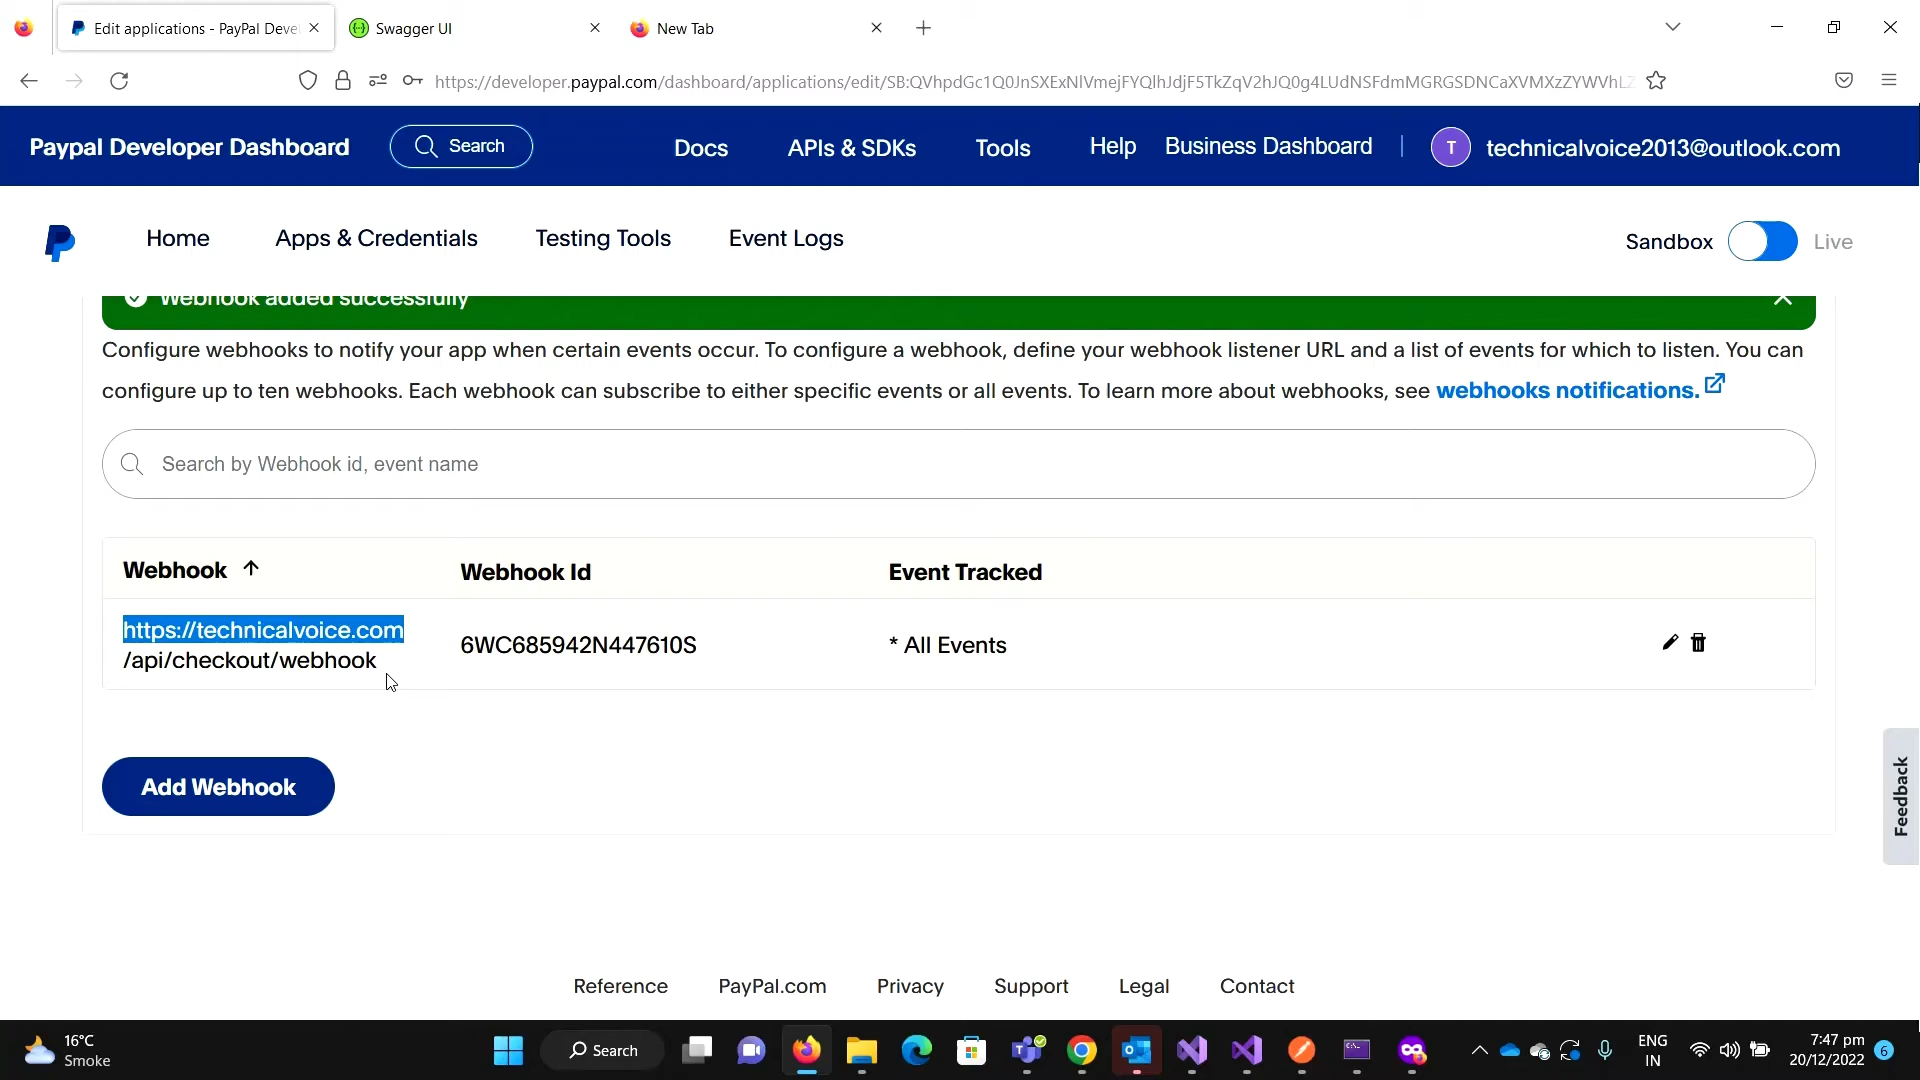 Edit applications - PayPal Deve
Swagger UI
New Tab
https://developer.paypal.com/dashboard/applications/edit/SB:QVhpdGc1Q0JnSXExNlVmejFYQlhJdjF5TkZqV2hJQ0g4LUdNSFdmMGRGSDNCaXVMXzZYWVhLZ
Paypal Developer Dashboard
Search
Docs
APIs & SDKs
Tools
Help
Business Dashboard
T
technicalvoice2013@outlook.com
Home
Apps & Credentials
Testing Tools
Event Logs
Sandbox
Live
Webhook added successfully
Configure webhooks to notify your app when certain events occur. To configure a webhook, define your webhook listener URL and a list of events for which to listen. You can
configure up to ten webhooks. Each webhook can subscribe to either specific events or all events. To learn more about webhooks, see webhooks notifications.
Search by Webhook id, event name
Webhook
Webhook Id
Event Tracked
https://technicalvoice.com
/api/checkout/webhook
6WC685942N447610S
* All Events
Add Webhook
Feedback
Reference
PayPal.com
Privacy
Support
Legal
Contact
16°C
Smoke
Search
ENG
IN
7:47 pm
20/12/2022
6